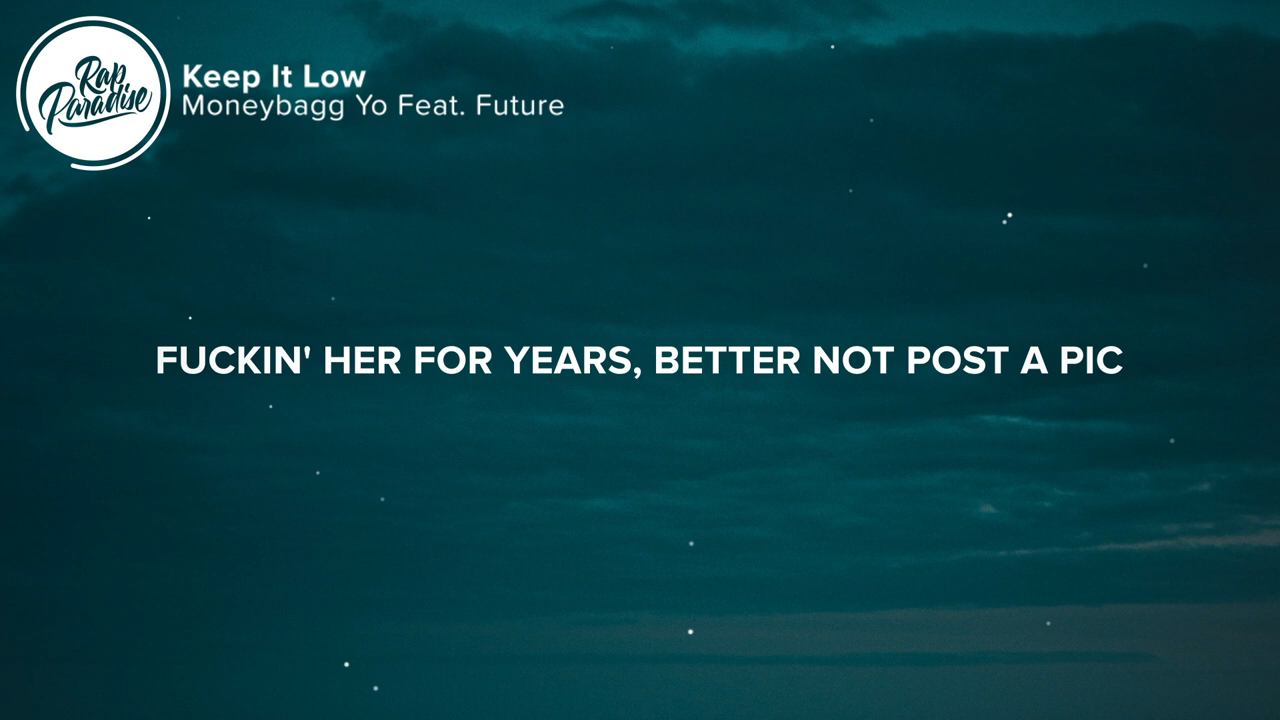 Rap
Paradise
Keep It Low
Moneybagg Yo Feat. Future
FUCKIN' HER FOR YEARS, BETTER NOT POST A PIC